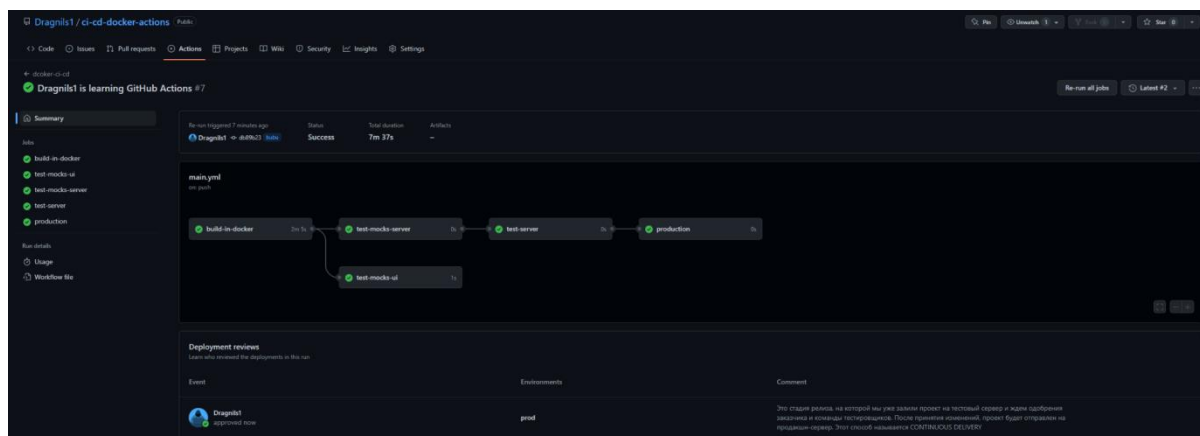 Dragnils1 / ci-cd-docker-actions Public
Pin Unwatch 1 Fork 0 Star 0
Code Issues Pull requests Actions Projects Wiki Security Insights Settings
Dragnils1 is learning GitHub Actions #7
Re-run all jobs Latest #2
Summary
Jobs
build-in-docker
test-mocks-ui
test-mocks-server
test-server
production
Run details
Usage
Workflow file
Re-run triggered 7 minutes ago Status Total duration Artifacts
Dragnils1 Success 7m 37s –
main.yml
on: push
build-in-docker 2m 5s test-mocks-server 0s test-server 0s production 0s
test-mocks-ui 1s
Deployment reviews
Learn who reviewed the deployments in this run
Event Environments Comment
Dragnils1
approved now
prod
Это стадия релиза, на которой мы уже залили проект на тестовый сервер и ждем одобрения
заказчика и команды тестировщиков. После принятия изменений, проект будет отправлен на
продакшн-сервер. Этот способ называется CONTINUOUS DELIVERY